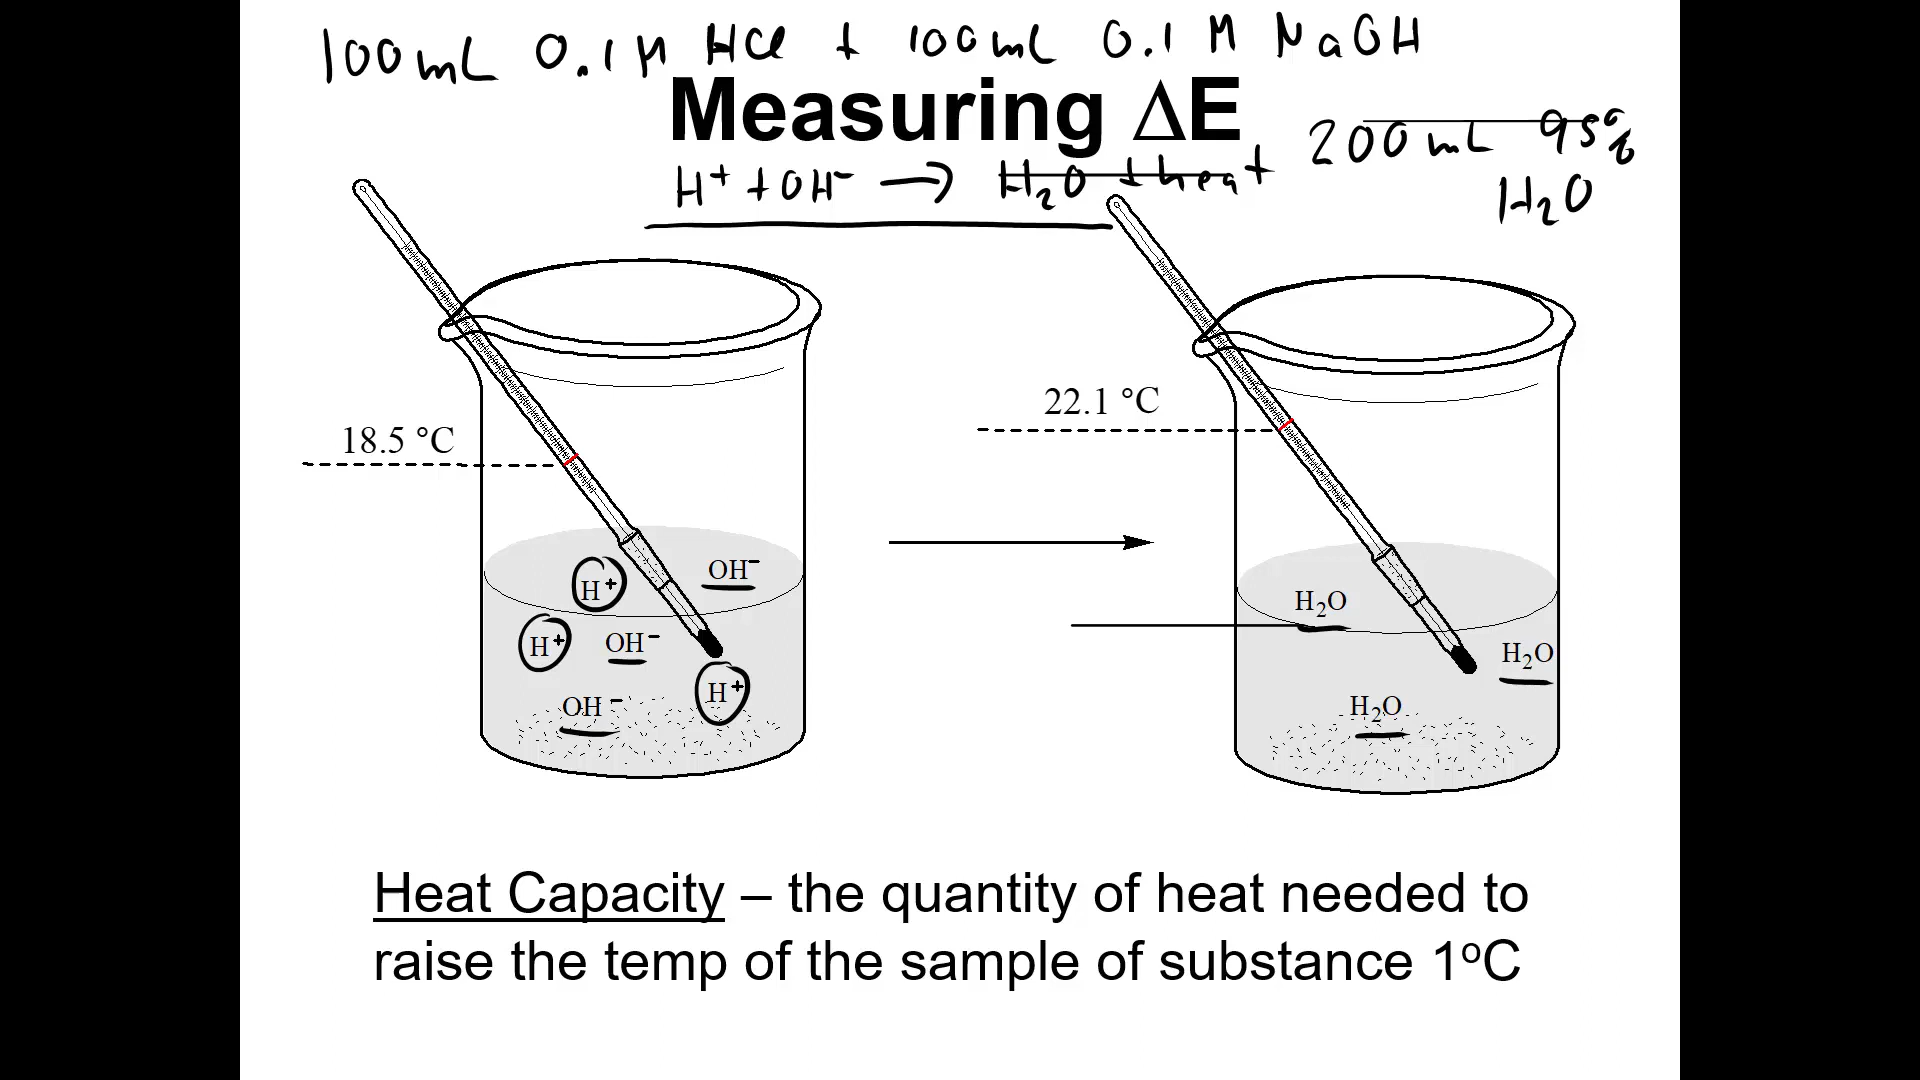 100mL 0.1M HCl + 100mL 0.1 M NaOH
Measuring ΔE
H⁺ + OH⁻ → H₂O + heat
200mL 95%
H₂O
18.5 °C
22.1 °C
H⁺ OH⁻
H⁺ OH⁻
OH⁻ H⁺
H₂O
H₂O
H₂O
Heat Capacity – the quantity of heat needed to
raise the temp of the sample of substance 1ºC